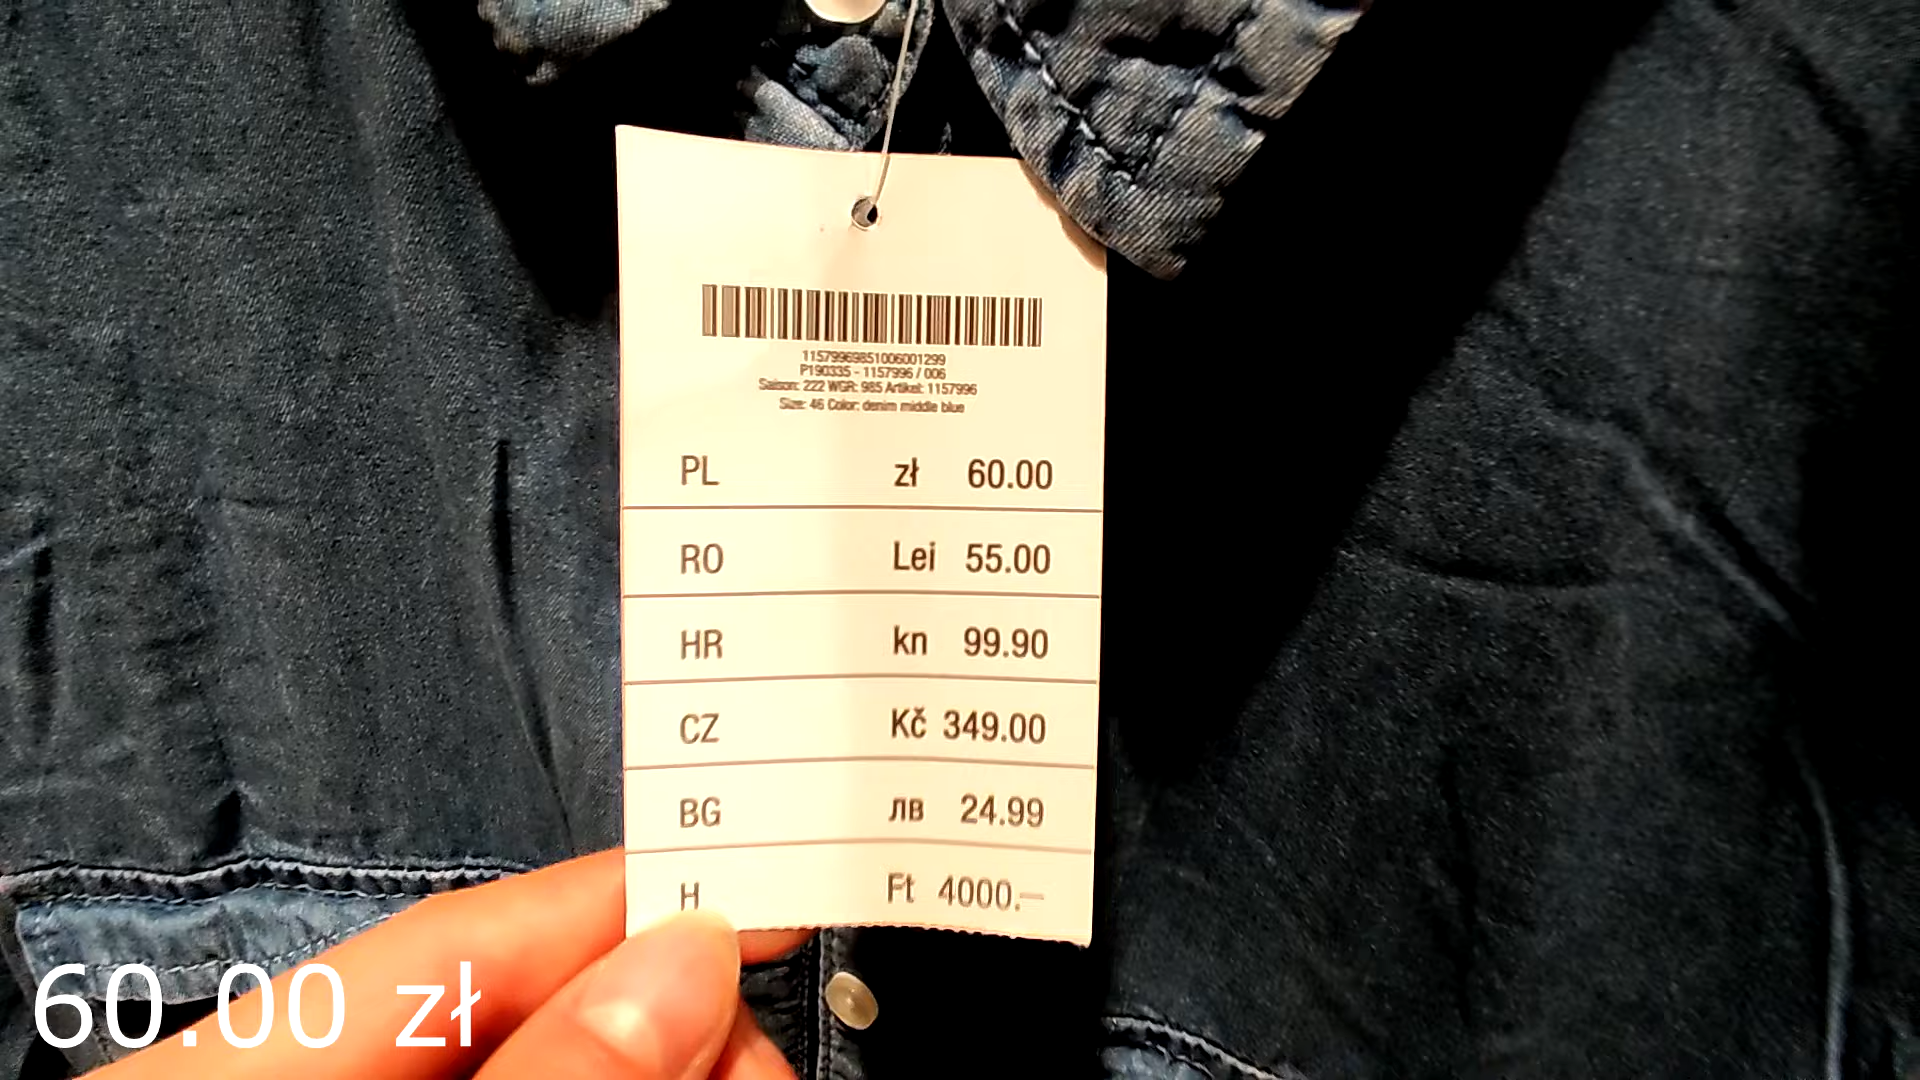 11579969851006001299
P190335 - 1157996 / 006
Saison: 222 WGR: 985 Artikel: 1157996
Size: 46 Color: denim middle blue
PL zł 60.00
RO Lei 55.00
HR kn 99.90
CZ Kč 349.00
BG лв 24.99
H Ft 4000.—
60.00 zł